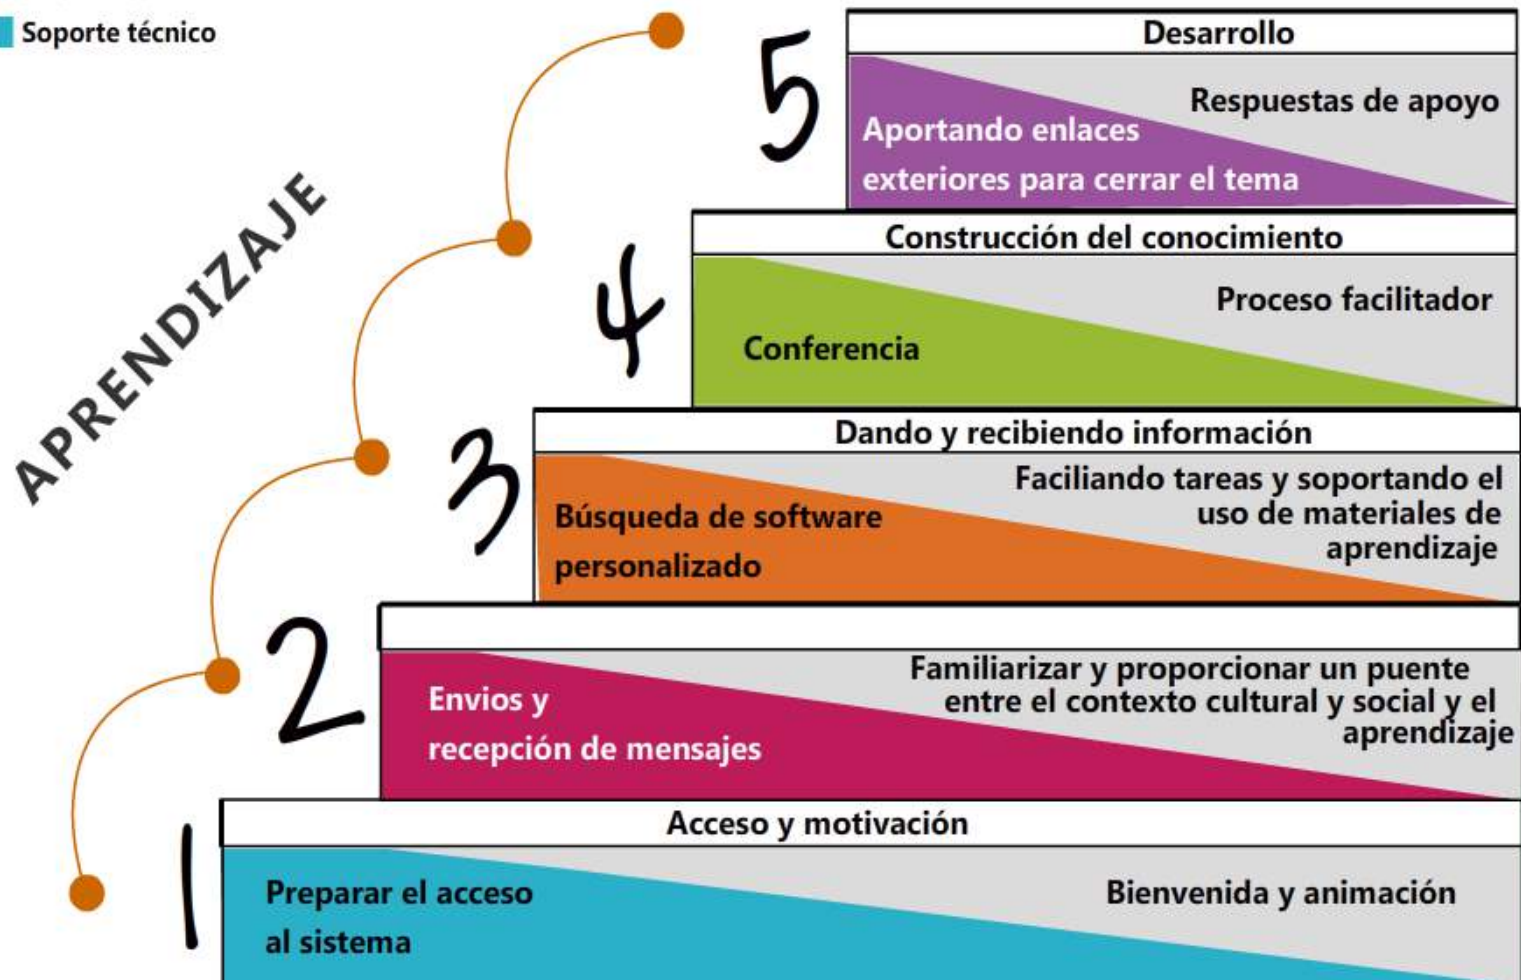 Soporte técnico
APRENDIZAJE
5
Desarrollo
Respuestas de apoyo
Aportando enlaces
exteriores para cerrar el tema
4
Construcción del conocimiento
Proceso facilitador
Conferencia
3
Dando y recibiendo información
Faciliando tareas y soportando el
uso de materiales de
aprendizaje
Búsqueda de software
personalizado
2
Familiarizar y proporcionar un puente
entre el contexto cultural y social y el
aprendizaje
Envios y
recepción de mensajes
1
Acceso y motivación
Preparar el acceso
al sistema
Bienvenida y animación